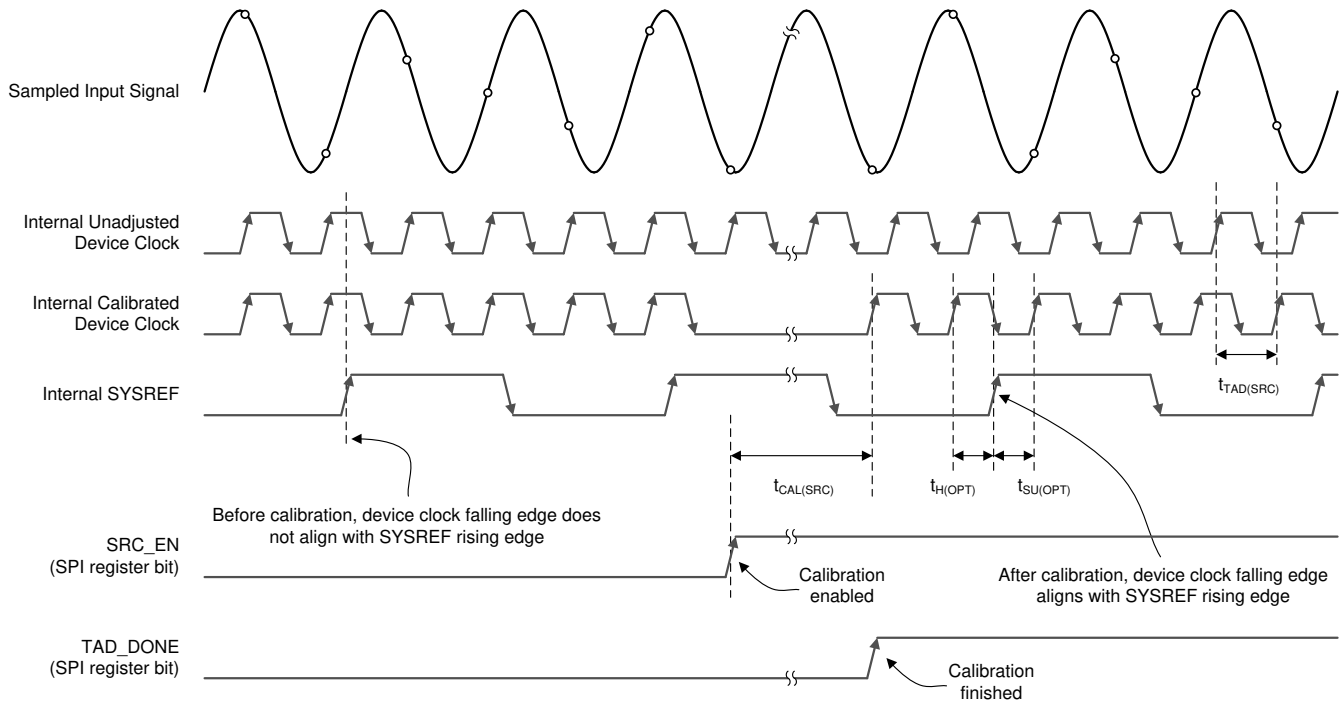 Sampled Input Signal
Internal Unadjusted
Device Clock
Internal Calibrated
Device Clock
Internal SYSREF
tTAD(SRC)
tCAL(SRC)
tH(OPT)
tSU(OPT)
Before calibration, device clock falling edge does
not align with SYSREF rising edge
SRC_EN
(SPI register bit)
Calibration
enabled
After calibration, device clock falling edge
aligns with SYSREF rising edge
TAD_DONE
(SPI register bit)
Calibration
finished